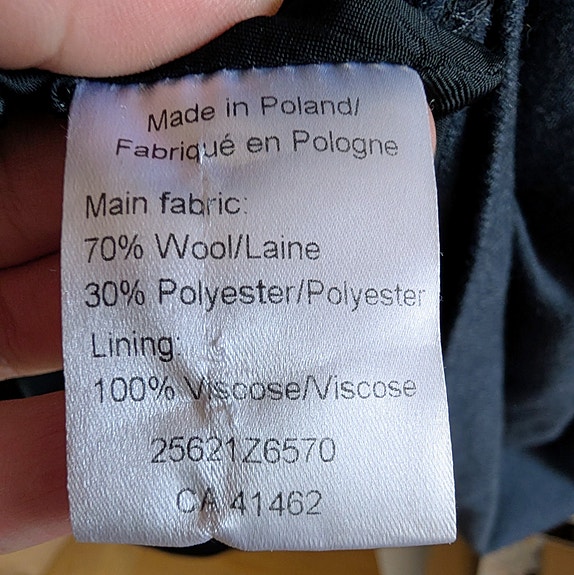 Made in Poland/
Fabriqué en Pologne
Main fabric:
70% Wool/Laine
30% Polyester/Polyester
Lining:
100% Viscose/Viscose
25621Z6570
CA 41462